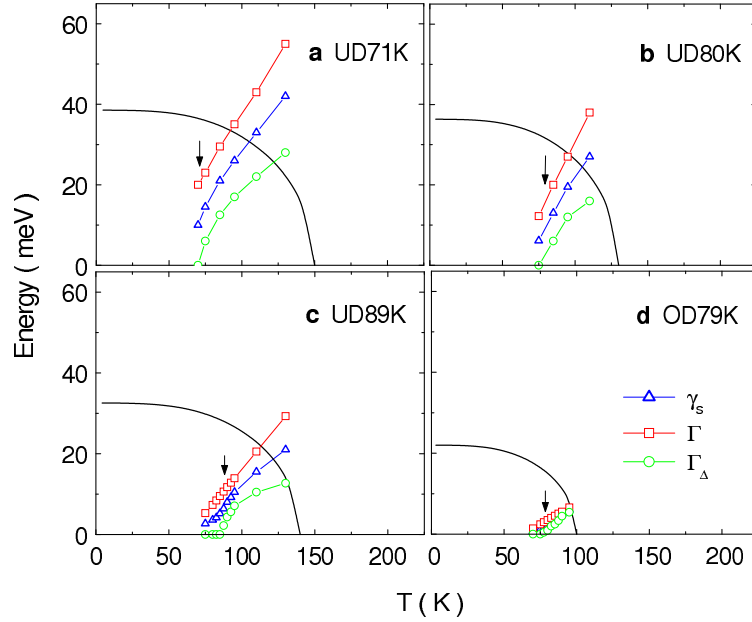 60
a UD71K
b UD80K
40
20
0
Energy ( meV )
60
c UD89K
d OD79K
40
γs
Γ
20
ΓΔ
0
0 50 100 150 200 0 50 100 150 200
T ( K )